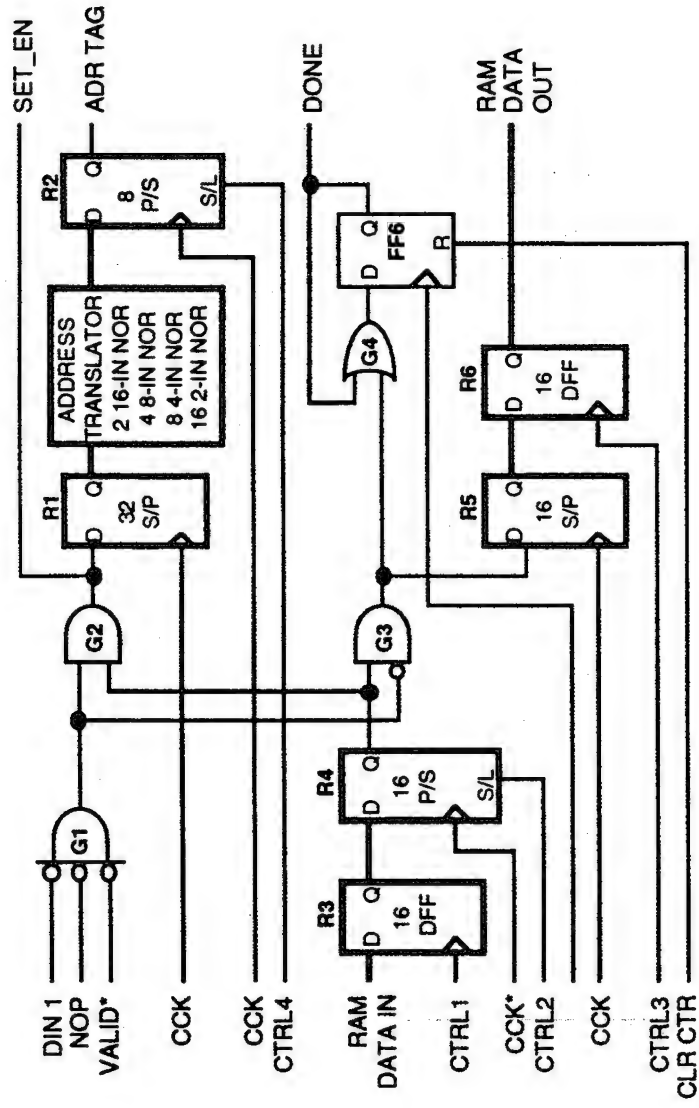 SET_EN
ADR TAG
DONE
RAM
DATA
OUT
R2
D
Q
8
P/S
S/L
ADDRESS
TRANSLATOR
2 16-IN NOR
4 8-IN NOR
8 4-IN NOR
16 2-IN NOR
R1
D
Q
32
S/P
G2
G1
DIN 1
NOP
VALID*
CCK
CCK
CTRL4
FF6
D
Q
R
G4
G3
R6
D
Q
16
DFF
R5
D
Q
16
S/P
R4
D
Q
16
P/S
S/L
R3
D
Q
16
DFF
RAM
DATA IN
CTRL1
CCK*
CTRL2
CCK
CTRL3
CLR CTR